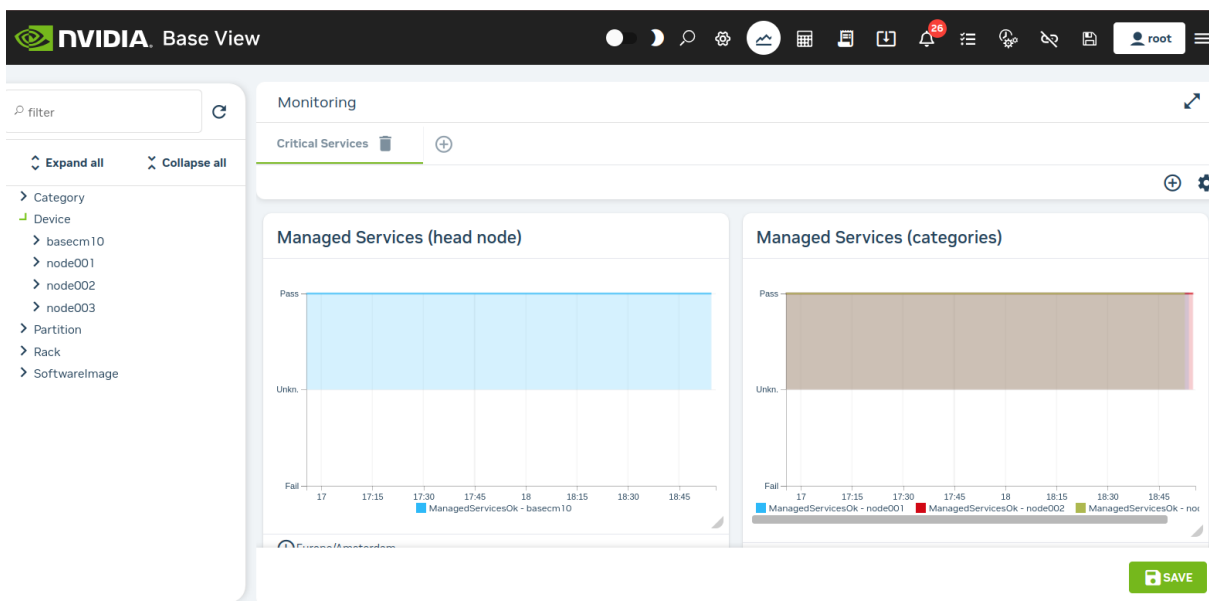 NVIDIA. Base View
26
root
filter
Expand all Collapse all
Category
Device
basecm10
node001
node002
node003
Partition
Rack
SoftwareImage
Monitoring
Critical Services
Managed Services (head node)
Pass
Unkn.
Fail
17 17:15 17:30 17:45 18 18:15 18:30 18:45
ManagedServicesOk - basecm10
Europe/Amsterdam
Managed Services (categories)
Pass
Unkn.
Fail
17 17:15 17:30 17:45 18 18:15 18:30 18:45
ManagedServicesOk - node001 ManagedServicesOk - node002 ManagedServicesOk - noc
SAVE